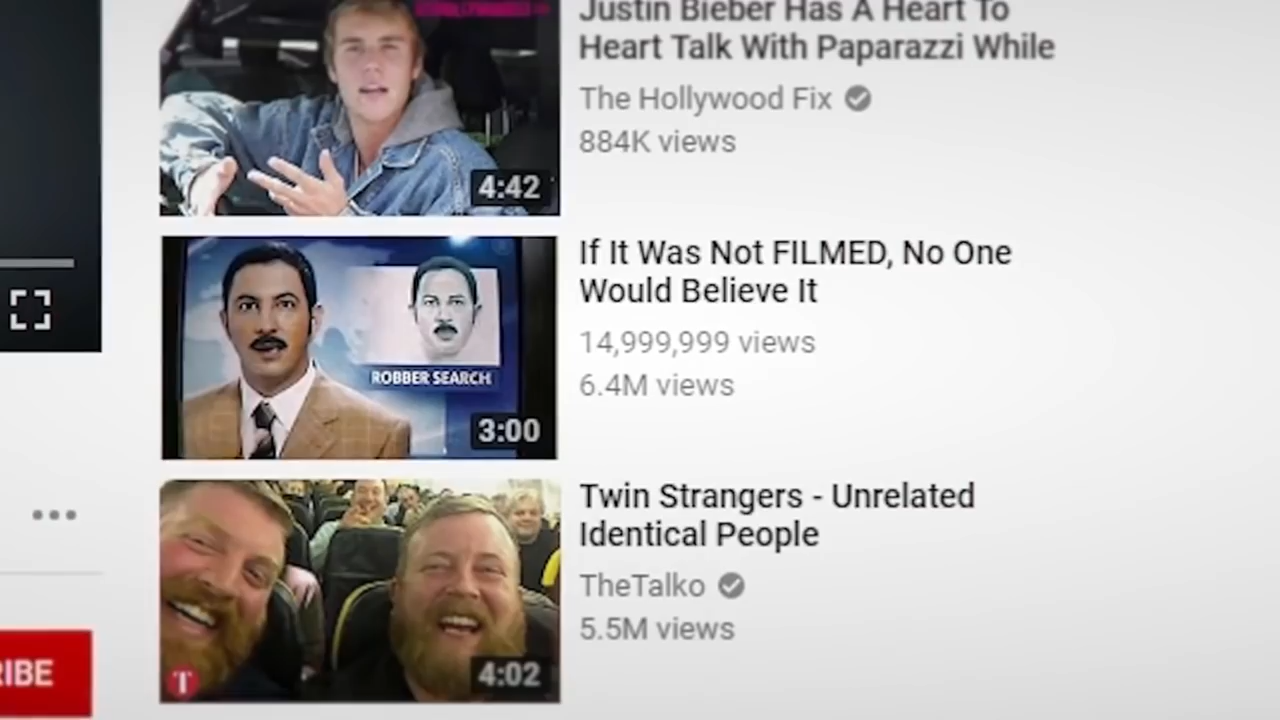 Justin Bieber Has A Heart To
Heart Talk With Paparazzi While
The Hollywood Fix
884K views
4:42
If It Was Not FILMED, No One
Would Believe It
14,999,999 views
6.4M views
ROBBER SEARCH
3:00
Twin Strangers - Unrelated
Identical People
TheTalko
5.5M views
T
4:02
RIBE